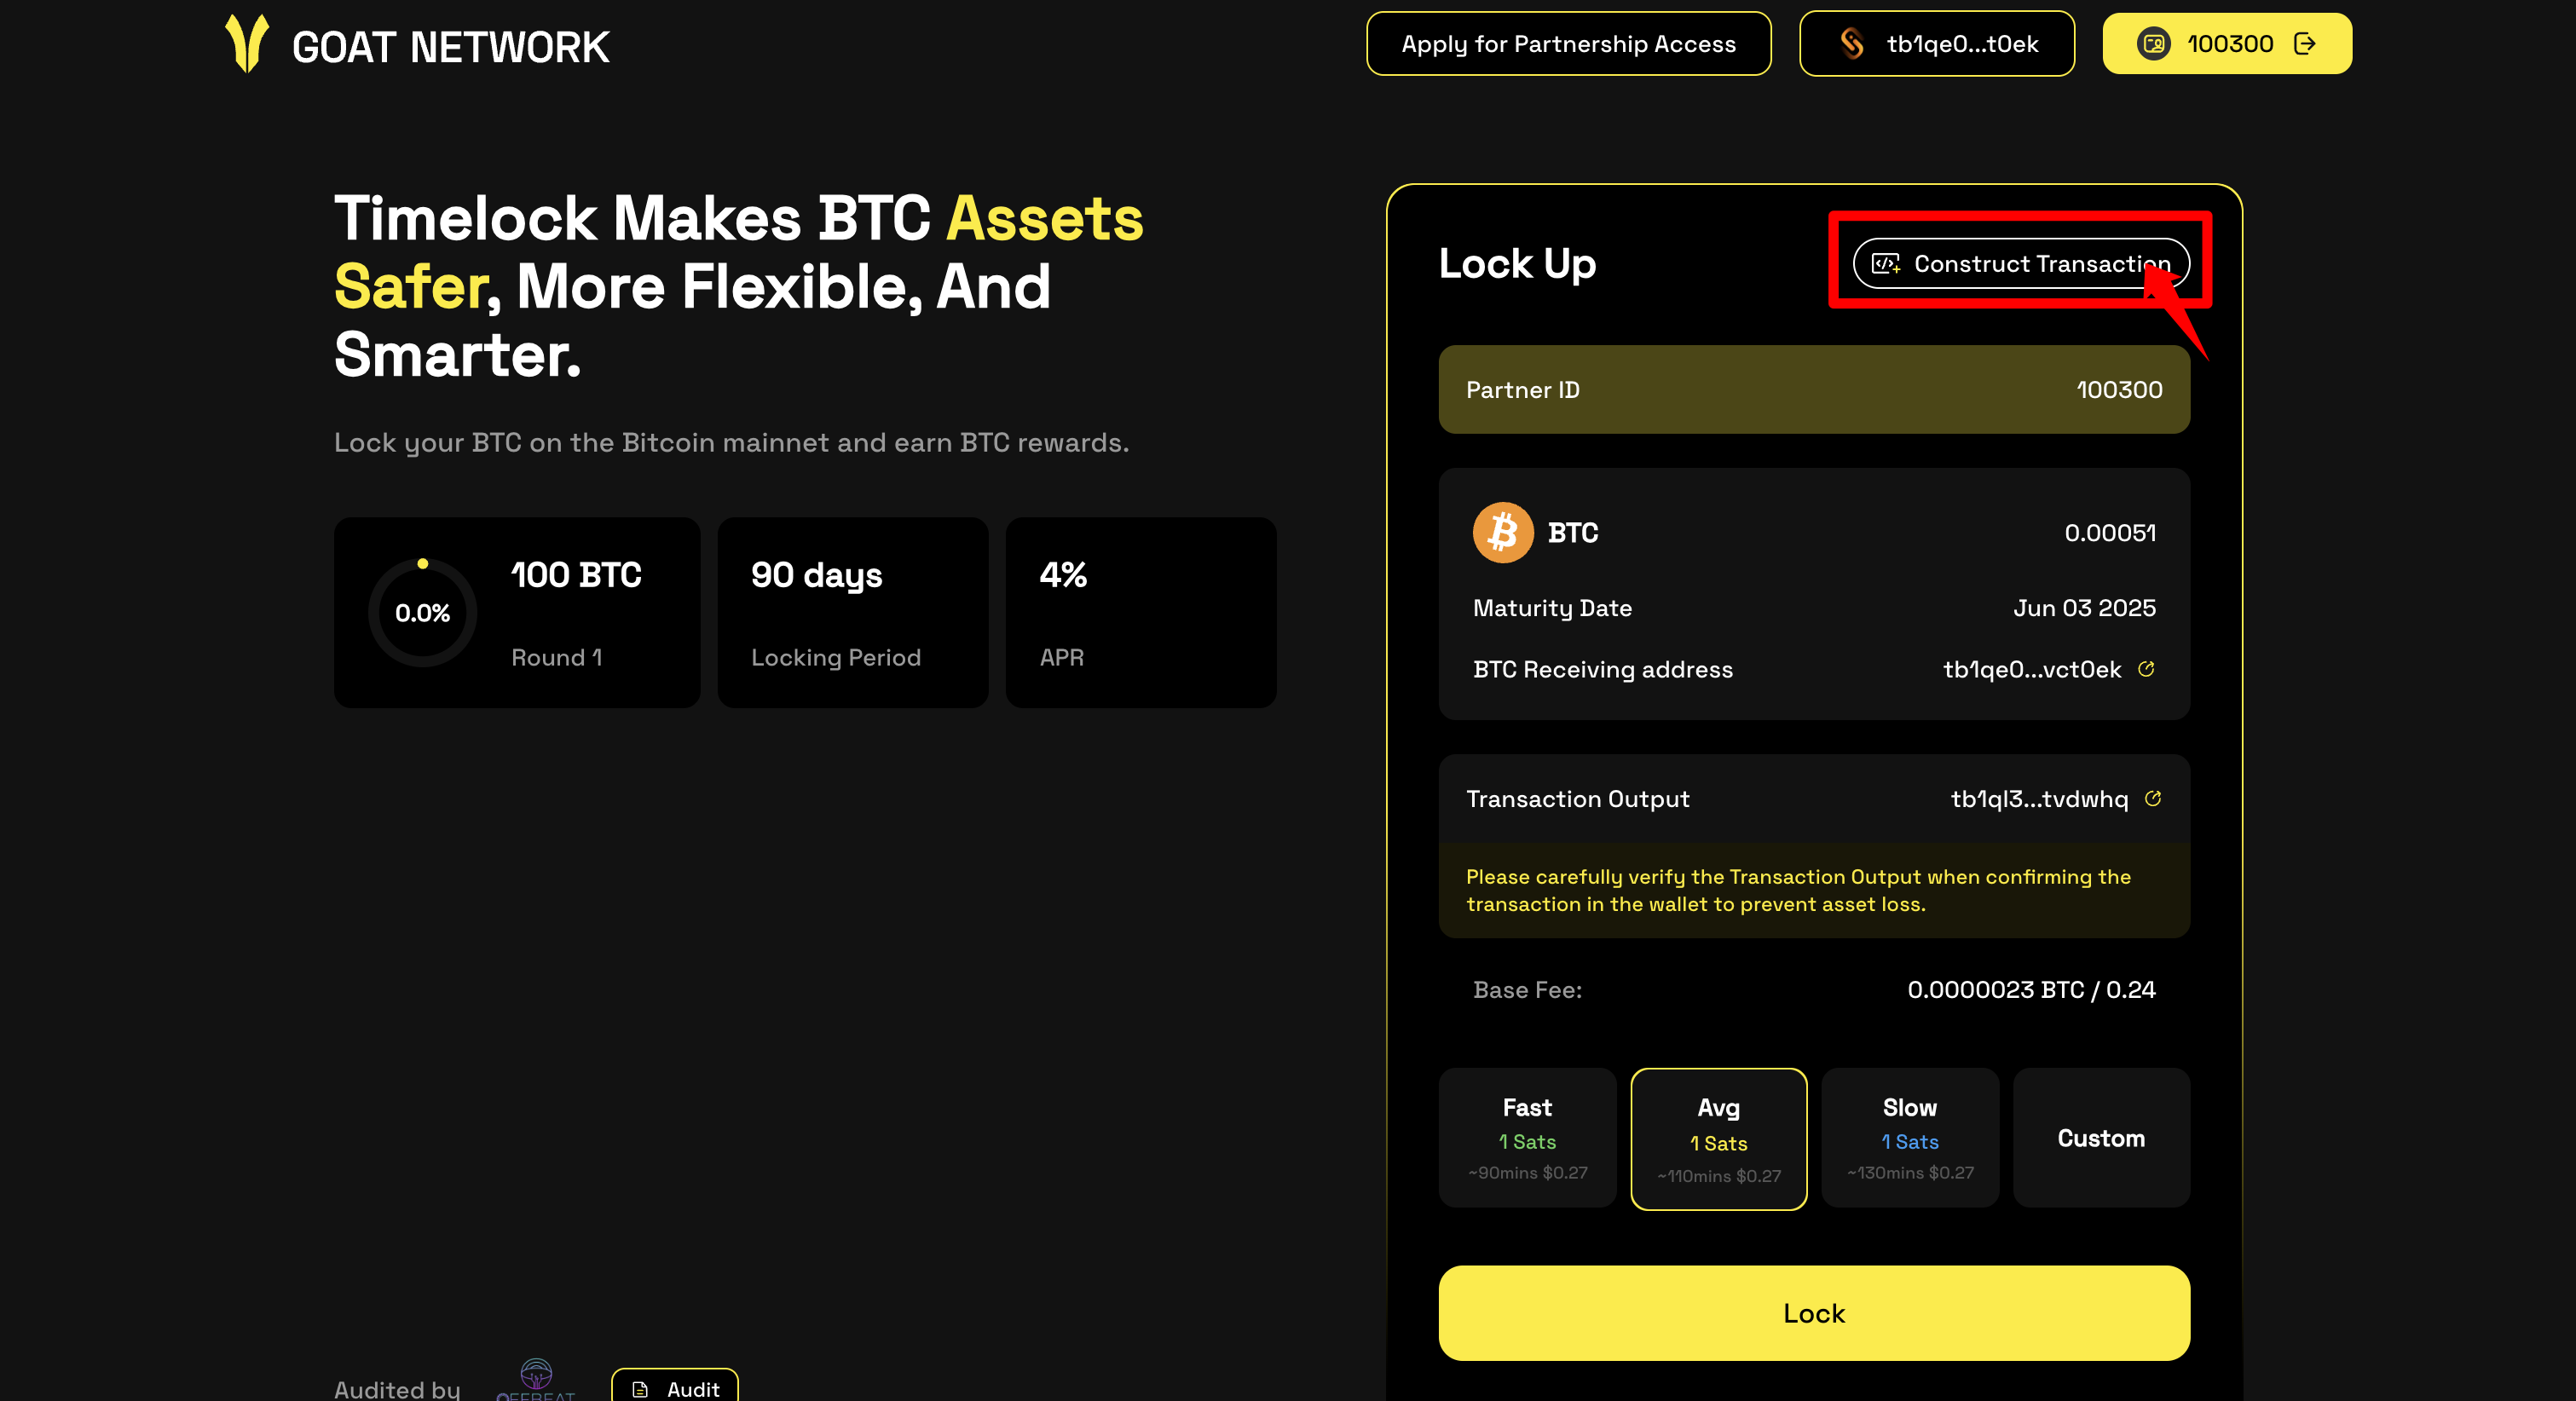 GOAT NETWORK
Apply for Partnership Access
tb1qe0...t0ek
100300
Timelock Makes BTC Assets
Safer, More Flexible, And
Smarter.
Lock your BTC on the Bitcoin mainnet and earn BTC rewards.
0.0%
100 BTC
Round 1
90 days
Locking Period
4%
APR
Audited by
OFFBEAT
Audit
Lock Up
Construct Transaction
Partner ID
100300
BTC
0.00051
Maturity Date
Jun 03 2025
BTC Receiving address
tb1qe0...vct0ek
Transaction Output
tb1ql3...tvdwhq
Please carefully verify the Transaction Output when confirming the
transaction in the wallet to prevent asset loss.
Base Fee:
0.0000023 BTC / 0.24
Fast
1 Sats
~90mins $0.27
Avg
1 Sats
~110mins $0.27
Slow
1 Sats
~130mins $0.27
Custom
Lock